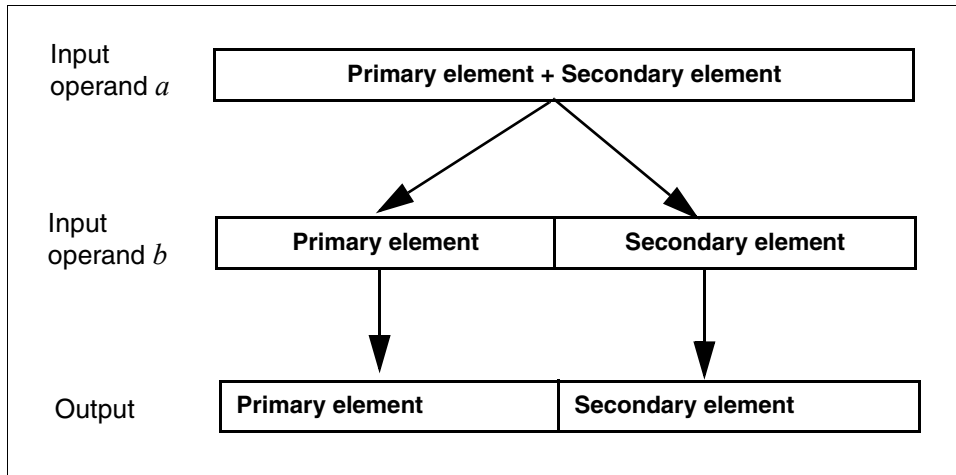 Input
operand a
Primary element + Secondary element
Input
operand b
Primary element
Secondary element
Output
Primary element
Secondary element